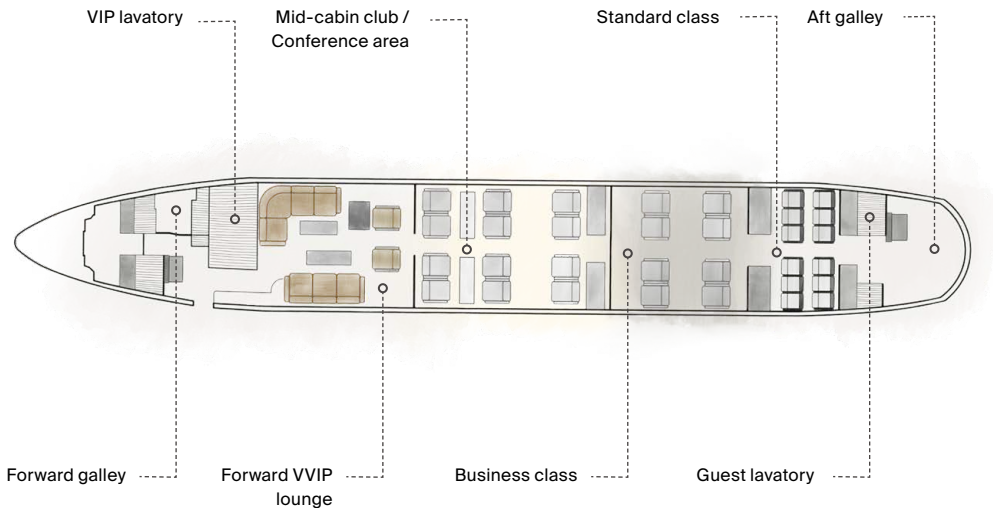 VIP lavatory
Mid-cabin club /
Conference area
Standard class
Aft galley
Forward galley
Forward VVIP
lounge
Business class
Guest lavatory